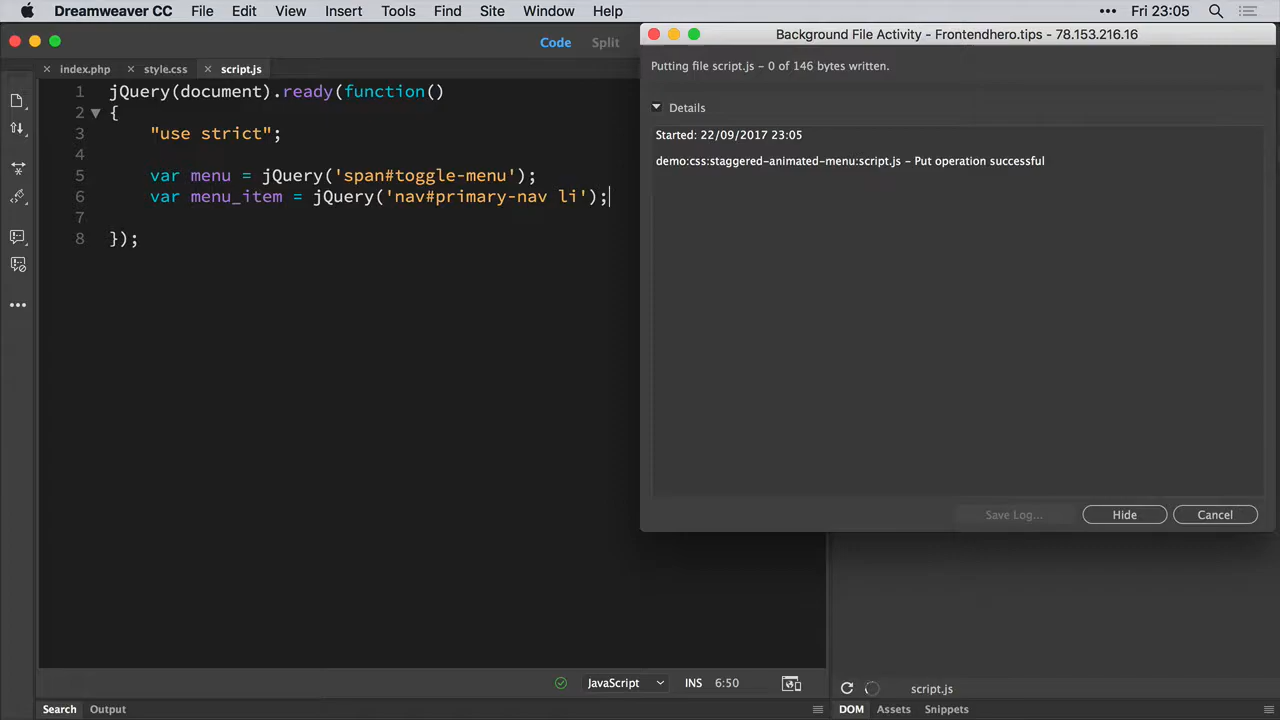 Dreamweaver CC File Edit View Insert Tools Find Site Window Help ••• Fri 23:05
Code Split
Background File Activity - Frontendhero.tips - 78.153.216.16
Putting file script.js – 0 of 146 bytes written.
Details
Started: 22/09/2017 23:05
demo:css:staggered-animated-menu:script.js – Put operation successful
Save Log... Hide Cancel
× index.php × style.css × script.js
1 jQuery(document).ready(function()
2 {
3 "use strict";
4
5 var menu = jQuery('span#toggle-menu');
6 var menu_item = jQuery('nav#primary-nav li');
7
8 });
JavaScript INS 6:50
script.js
Search Output
DOM Assets Snippets